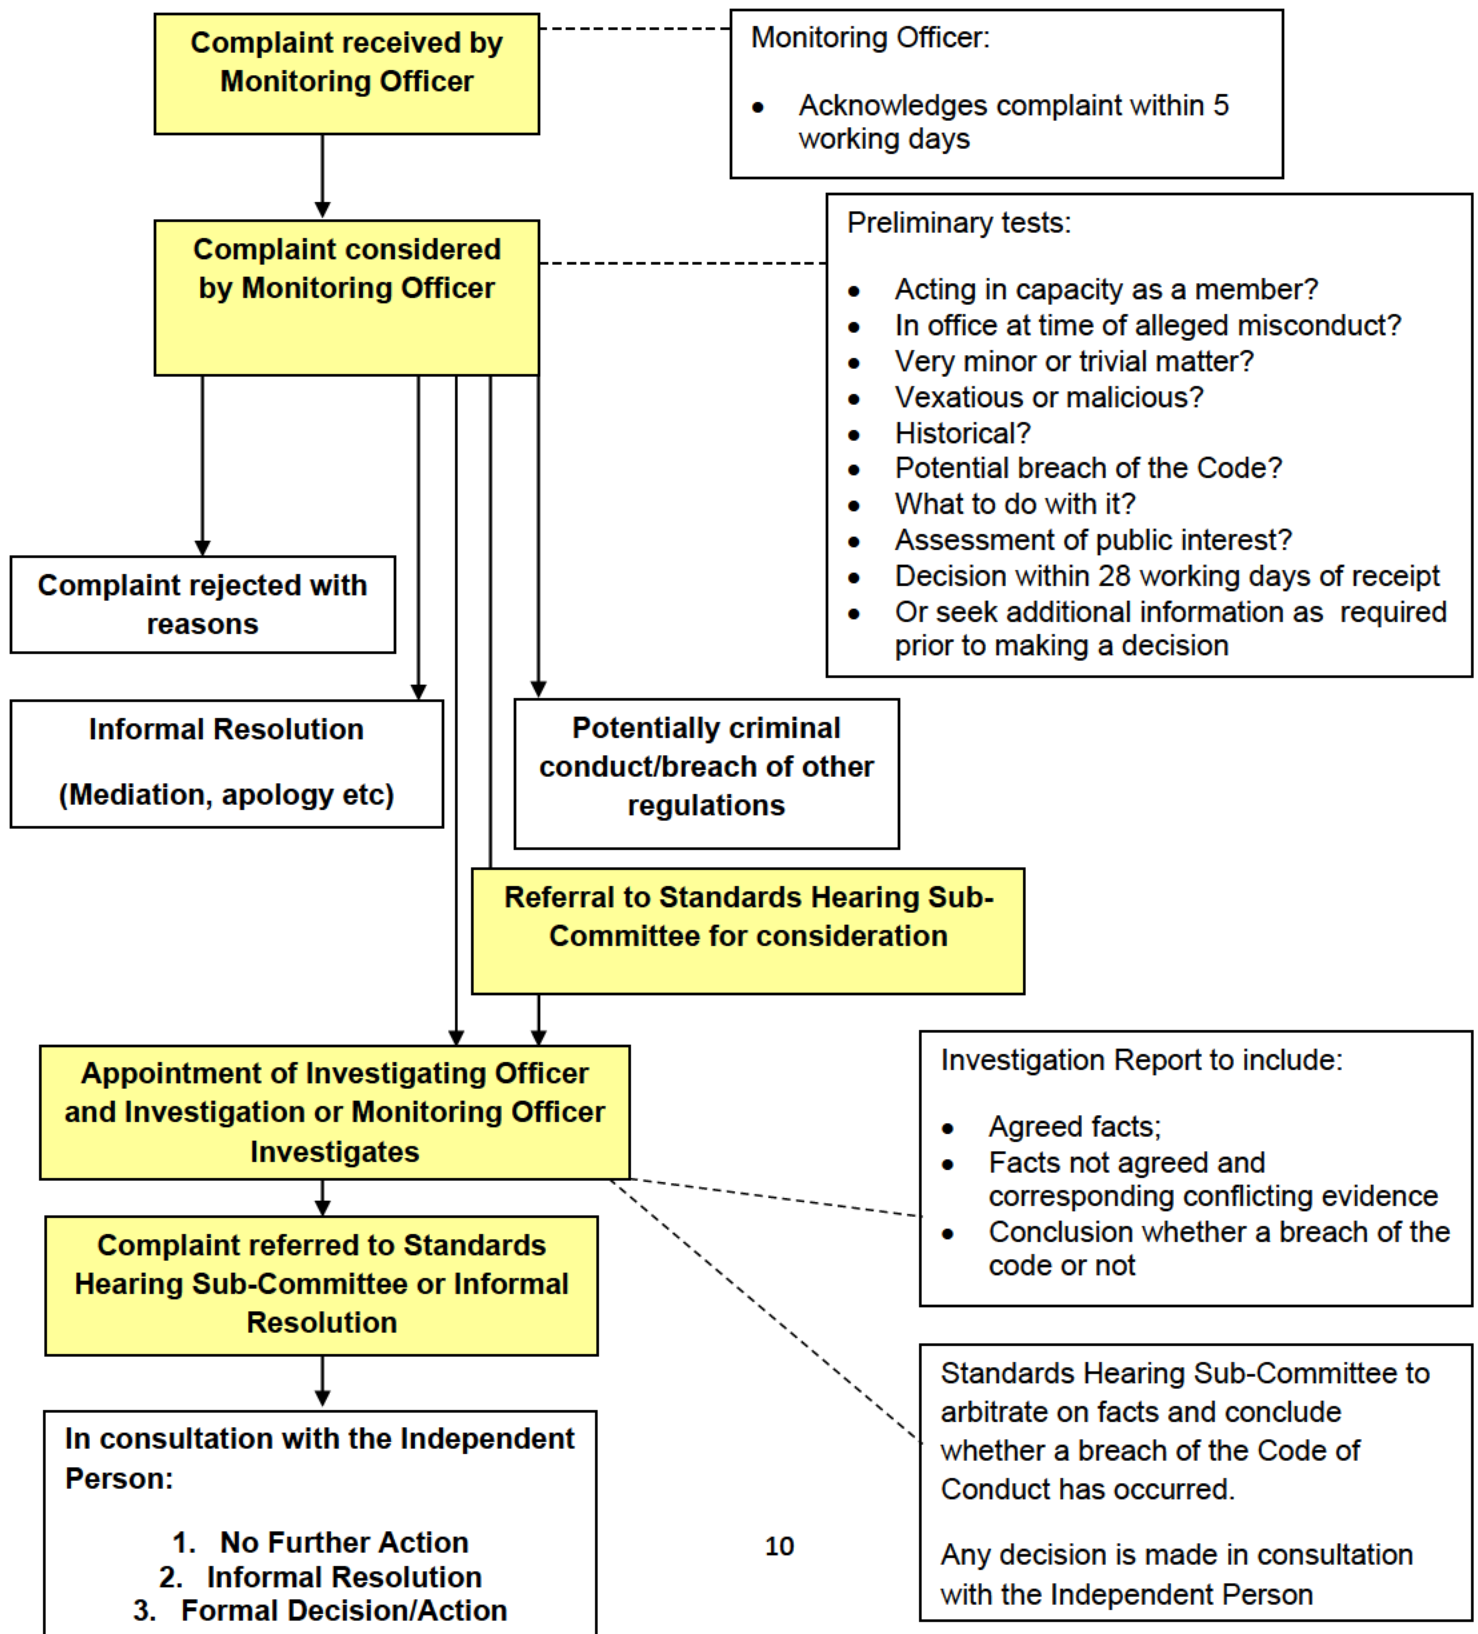 Complaint received by
Monitoring Officer
Monitoring Officer:
• Acknowledges complaint within 5
working days
Complaint considered
by Monitoring Officer
Preliminary tests:
• Acting in capacity as a member?
• In office at time of alleged misconduct?
• Very minor or trivial matter?
• Vexatious or malicious?
• Historical?
• Potential breach of the Code?
• What to do with it?
• Assessment of public interest?
• Decision within 28 working days of receipt
• Or seek additional information as required
prior to making a decision
Complaint rejected with
reasons
Informal Resolution
(Mediation, apology etc)
Potentially criminal
conduct/breach of other
regulations
Referral to Standards Hearing Sub-
Committee for consideration
Appointment of Investigating Officer
and Investigation or Monitoring Officer
Investigates
Investigation Report to include:
• Agreed facts;
• Facts not agreed and
corresponding conflicting evidence
• Conclusion whether a breach of the
code or not
Complaint referred to Standards
Hearing Sub-Committee or Informal
Resolution
Standards Hearing Sub-Committee to
arbitrate on facts and conclude
whether a breach of the Code of
Conduct has occurred.
Any decision is made in consultation
with the Independent Person
In consultation with the Independent
Person:
1. No Further Action
2. Informal Resolution
3. Formal Decision/Action
10